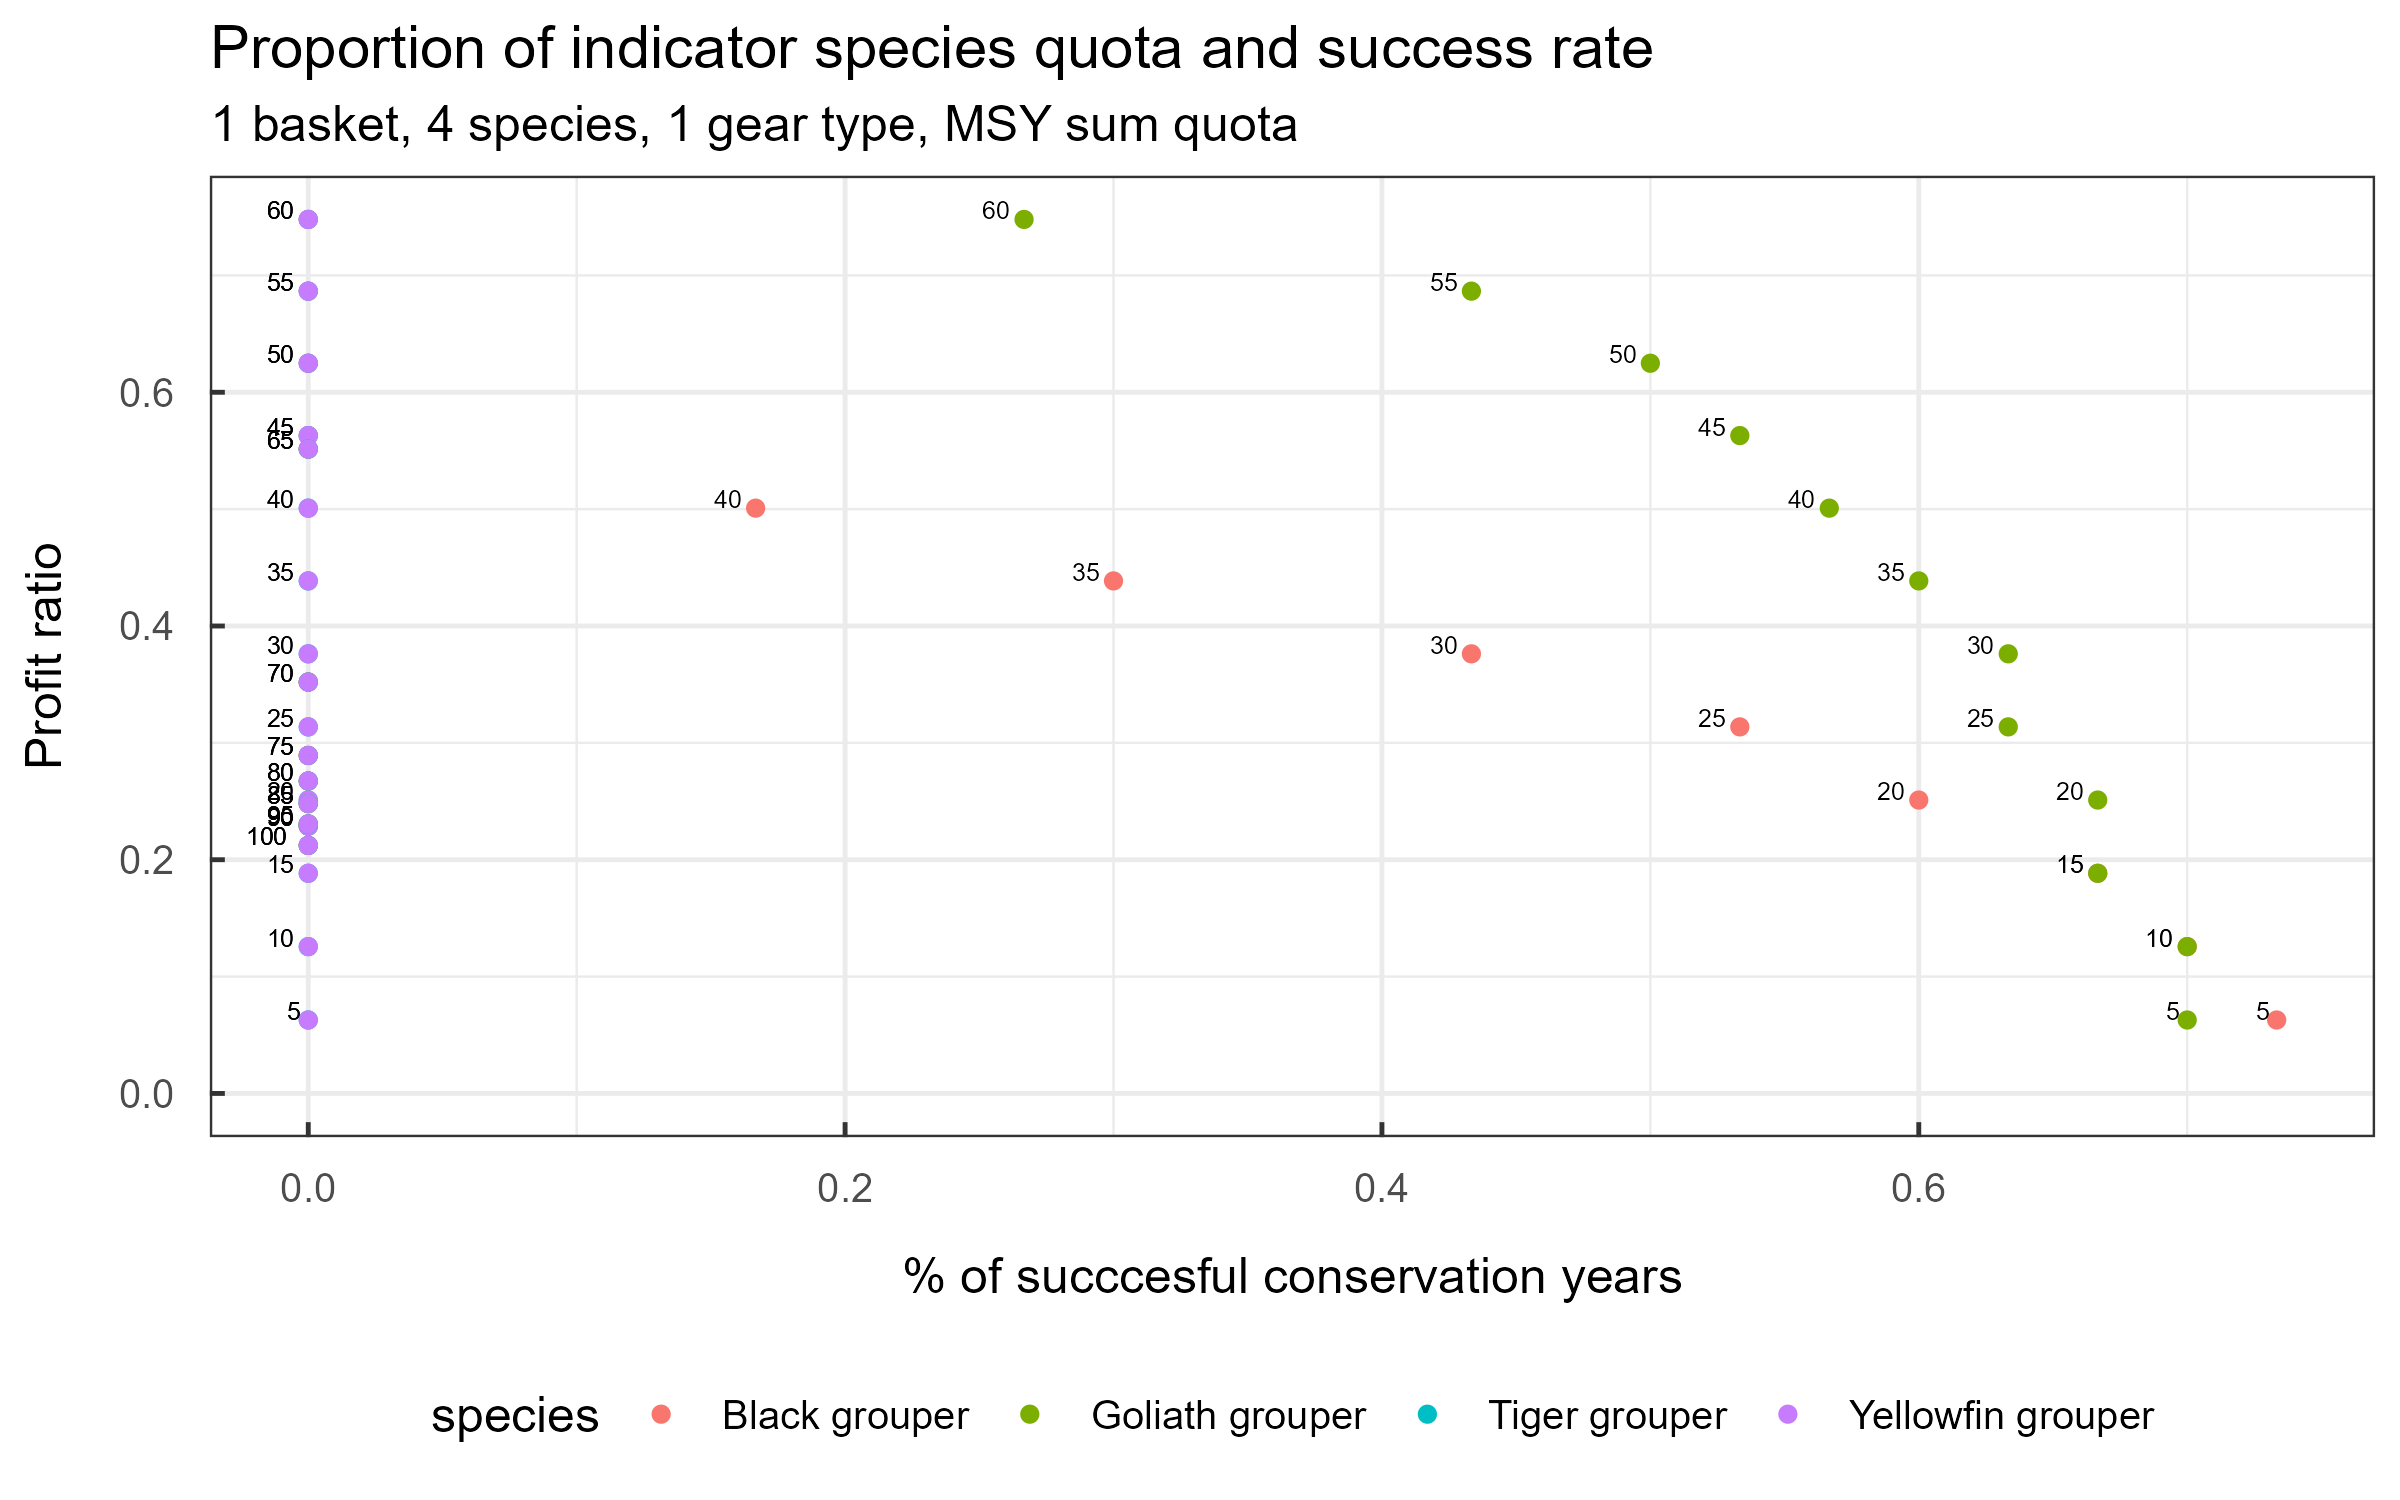 Proportion of indicator species quota and success rate
1 basket, 4 species, 1 gear type, MSY sum quota
60 60
55 55
50 50
0.6
45 45
65
40 40 40
35 35 35
0.4
30 30 30
70
25 25 25
75
80
20 20
100
0.2
15 15
10 10
5 5 5
0.0
Profit ratio
0.0 0.2 0.4 0.6
% of succcesful conservation years
species Black grouper Goliath grouper Tiger grouper Yellowfin grouper